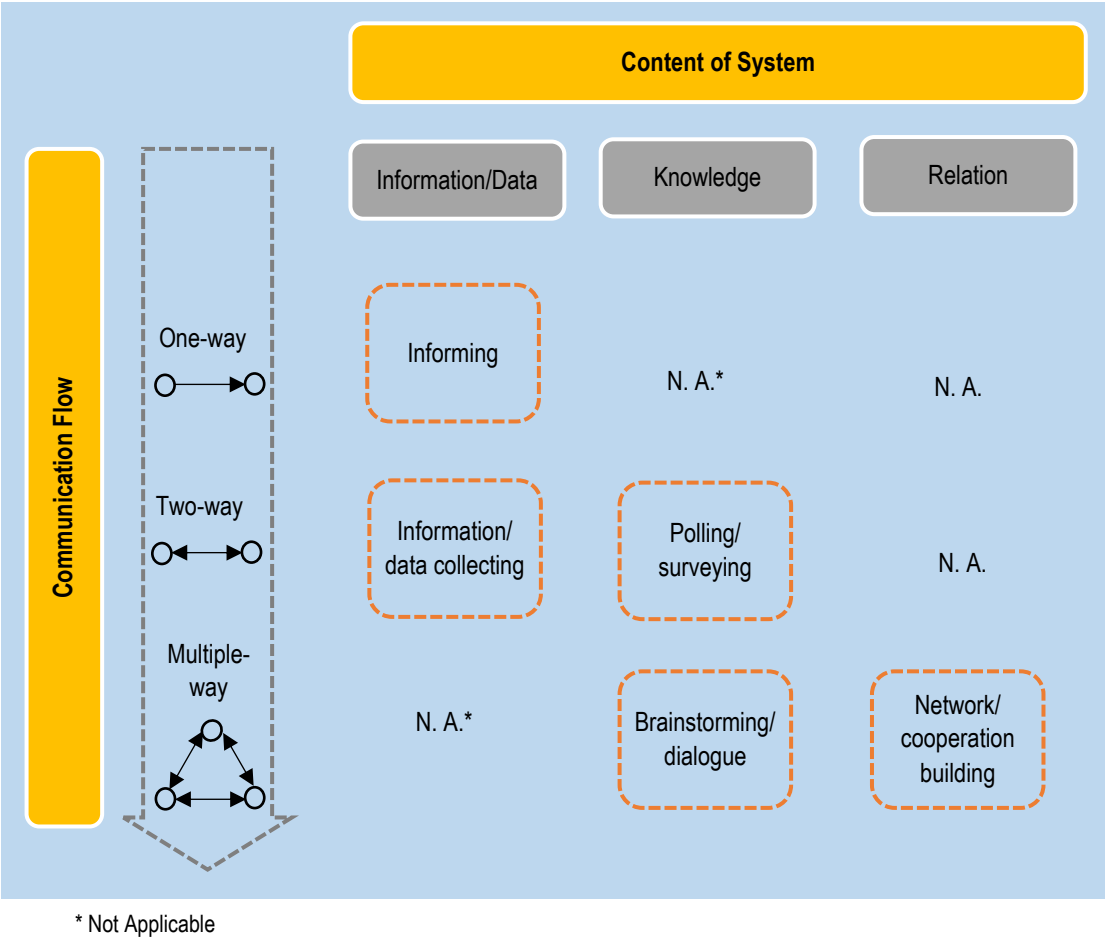 Content of System
Communication Flow
Information/Data
Knowledge
Relation
One-way
Informing
N. A.*
N. A.
Two-way
Information/
data collecting
Polling/
surveying
N. A.
Multiple-
way
N. A.*
Brainstorming/
dialogue
Network/
cooperation
building
* Not Applicable